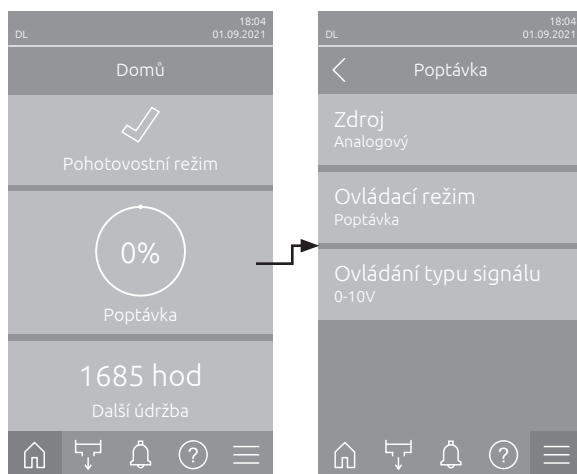 18:04
DL 01.09.2021
Domů
Pohotovostní režim
0%
Poptávka
1685 hod
Další údržba
18:04
DL 01.09.2021
Poptávka
Zdroj
Analogový
Ovládací režim
Poptávka
Ovládání typu signálu
0-10V